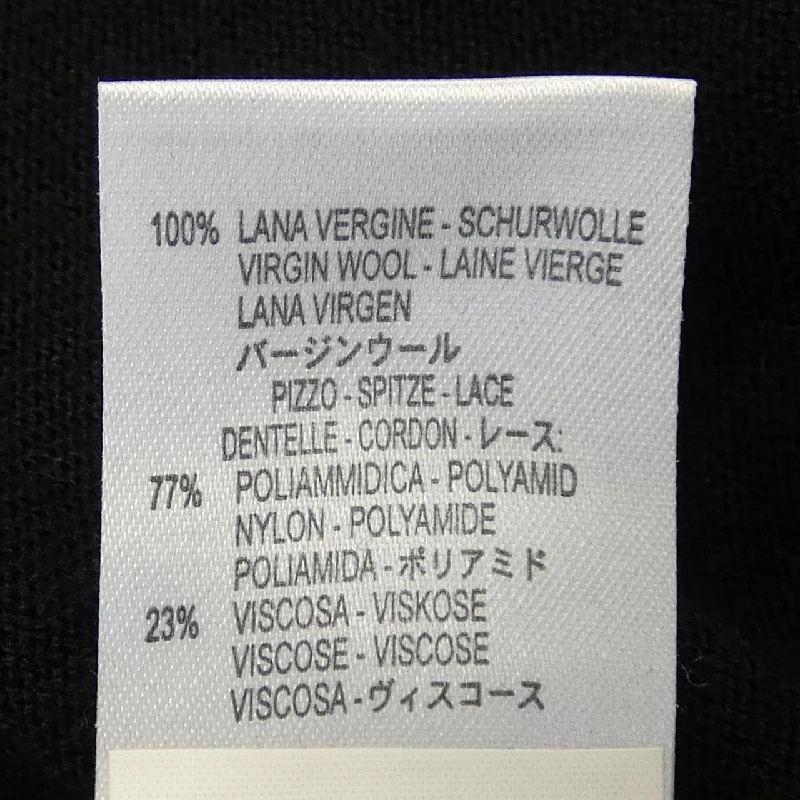 100% LANA VERGINE - SCHURWOLLE
VIRGIN WOOL - LAINE VIERGE
LANA VIRGEN
バージンウール
PIZZO - SPITZE - LACE
DENTELLE - CORDON - レース:
77% POLIAMMIDICA - POLYAMID
NYLON - POLYAMIDE
POLIAMIDA - ポリアミド
23% VISCOSA - VISKOSE
VISCOSE - VISCOSE
VISCOSA - ヴィスコース